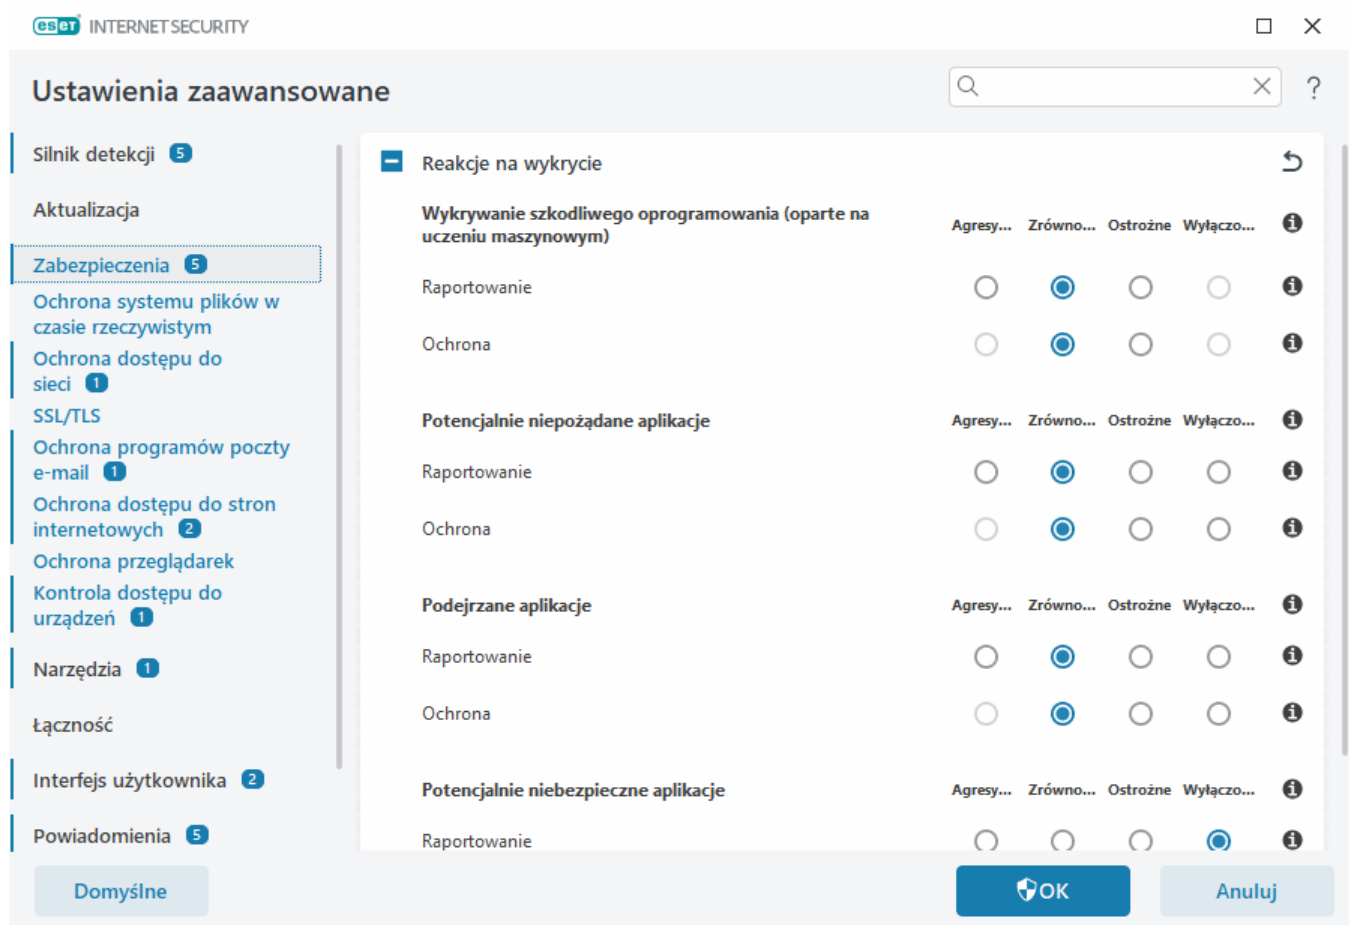 eseT INTERNET SECURITY
Ustawienia zaawansowane
?
Silnik detekcji 5
Aktualizacja
Zabezpieczenia 5
Ochrona systemu plików w
czasie rzeczywistym
Ochrona dostępu do
sieci 1
SSL/TLS
Ochrona programów poczty
e-mail 1
Ochrona dostępu do stron
internetowych 2
Ochrona przeglądarek
Kontrola dostępu do
urządzeń 1
Narzędzia 1
Łączność
Interfejs użytkownika 2
Powiadomienia 5
Reakcje na wykrycie
Wykrywanie szkodliwego oprogramowania (oparte na
uczeniu maszynowym)
Agresy... Zrówno... Ostrożne Wyłączo...
Raportowanie
Ochrona
Potencjalnie niepożądane aplikacje Agresy... Zrówno... Ostrożne Wyłączo...
Raportowanie
Ochrona
Podejrzane aplikacje Agresy... Zrówno... Ostrożne Wyłączo...
Raportowanie
Ochrona
Potencjalnie niebezpieczne aplikacje Agresy... Zrówno... Ostrożne Wyłączo...
Raportowanie
Domyślne
OK
Anuluj